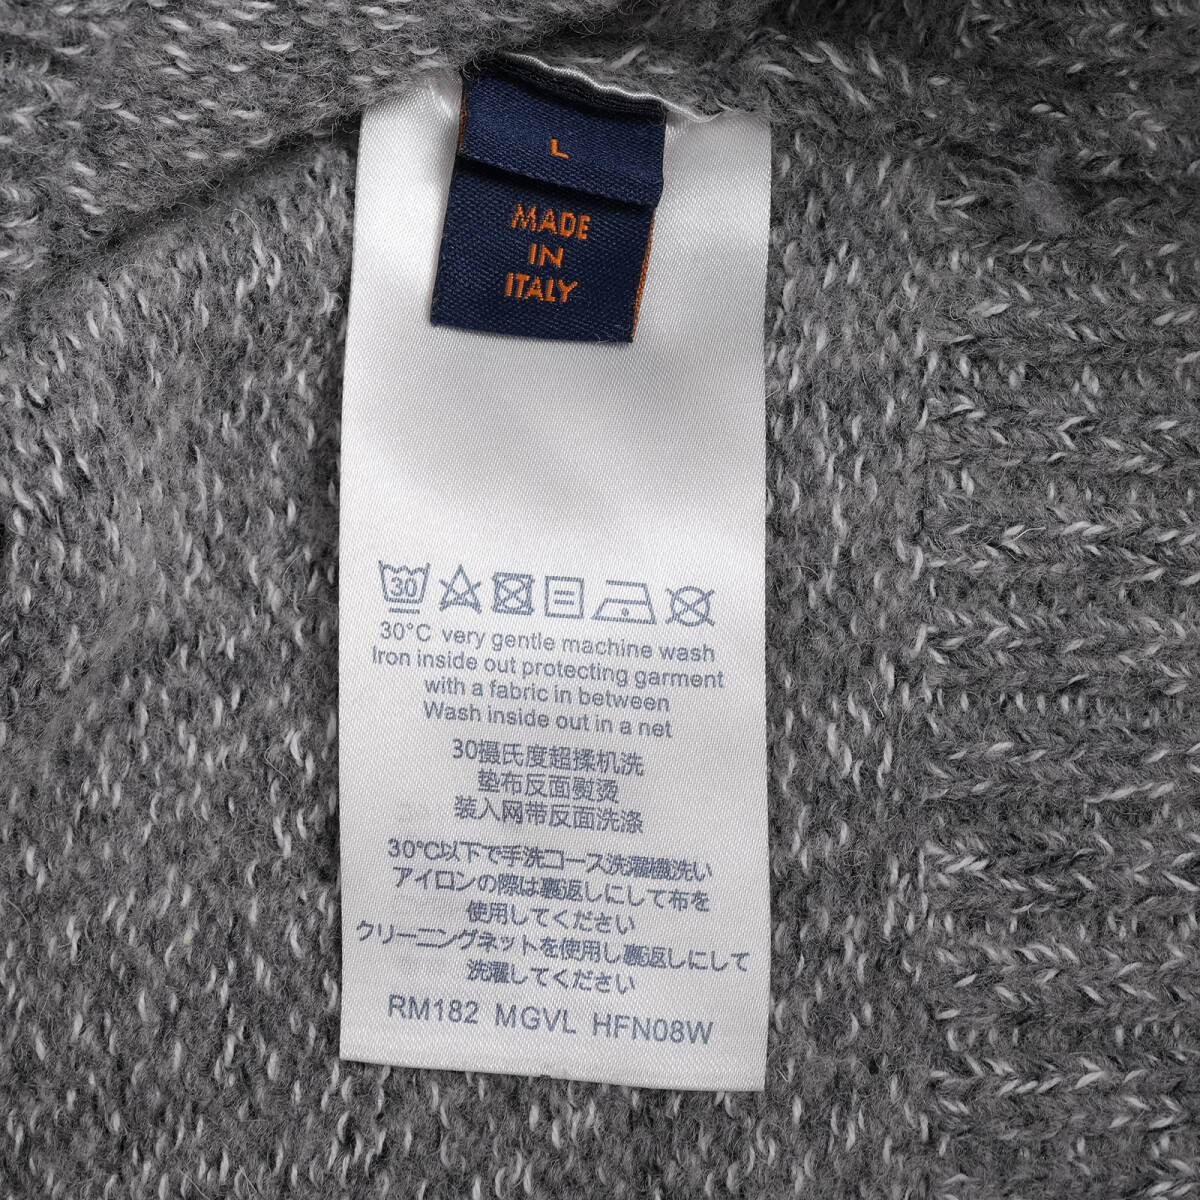 L
MADE
IN
ITALY
30
30°C very gentle machine wash
Iron inside out protecting garment
with a fabric in between
Wash inside out in a net
30摄氏度超揉机洗
垫布反面熨烫
装入网带反面洗涤
30℃以下で手洗コース洗濯機洗い
アイロンの際は裏返しにして布を
使用してください
クリーニングネットを使用し裏返しにして
洗濯してください
RM182 MGVL HFN08W